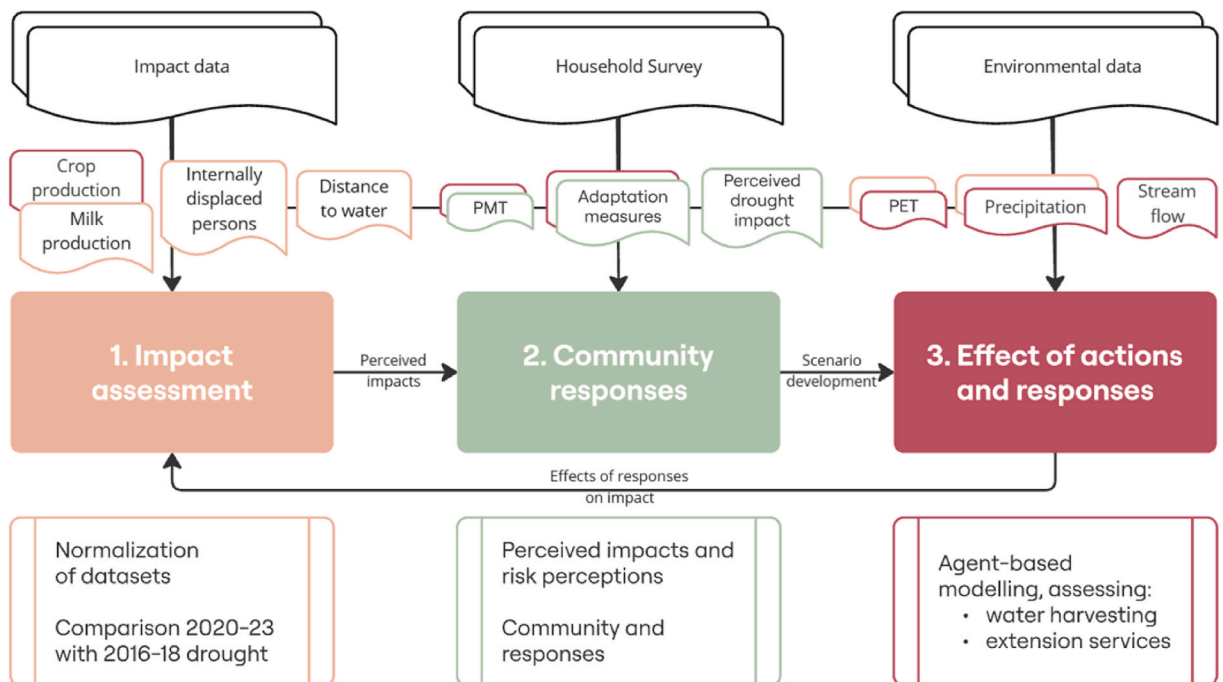 Impact data
Household Survey
Environmental data
Crop
production
Milk
production
Internally
displaced
persons
Distance
to water
PMT
Adaptation
measures
Perceived
drought
impact
PET
Precipitation
Stream
flow
1. Impact
assessment
Perceived
impacts
2. Community
responses
Scenario
development
3. Effect of actions
and responses
Effects of responses
on impact
Normalization
of datasets
Comparison 2020-23
with 2016-18 drought
Perceived impacts and
risk perceptions
Community and
responses
Agent-based
modelling, assessing:
• water harvesting
• extension services